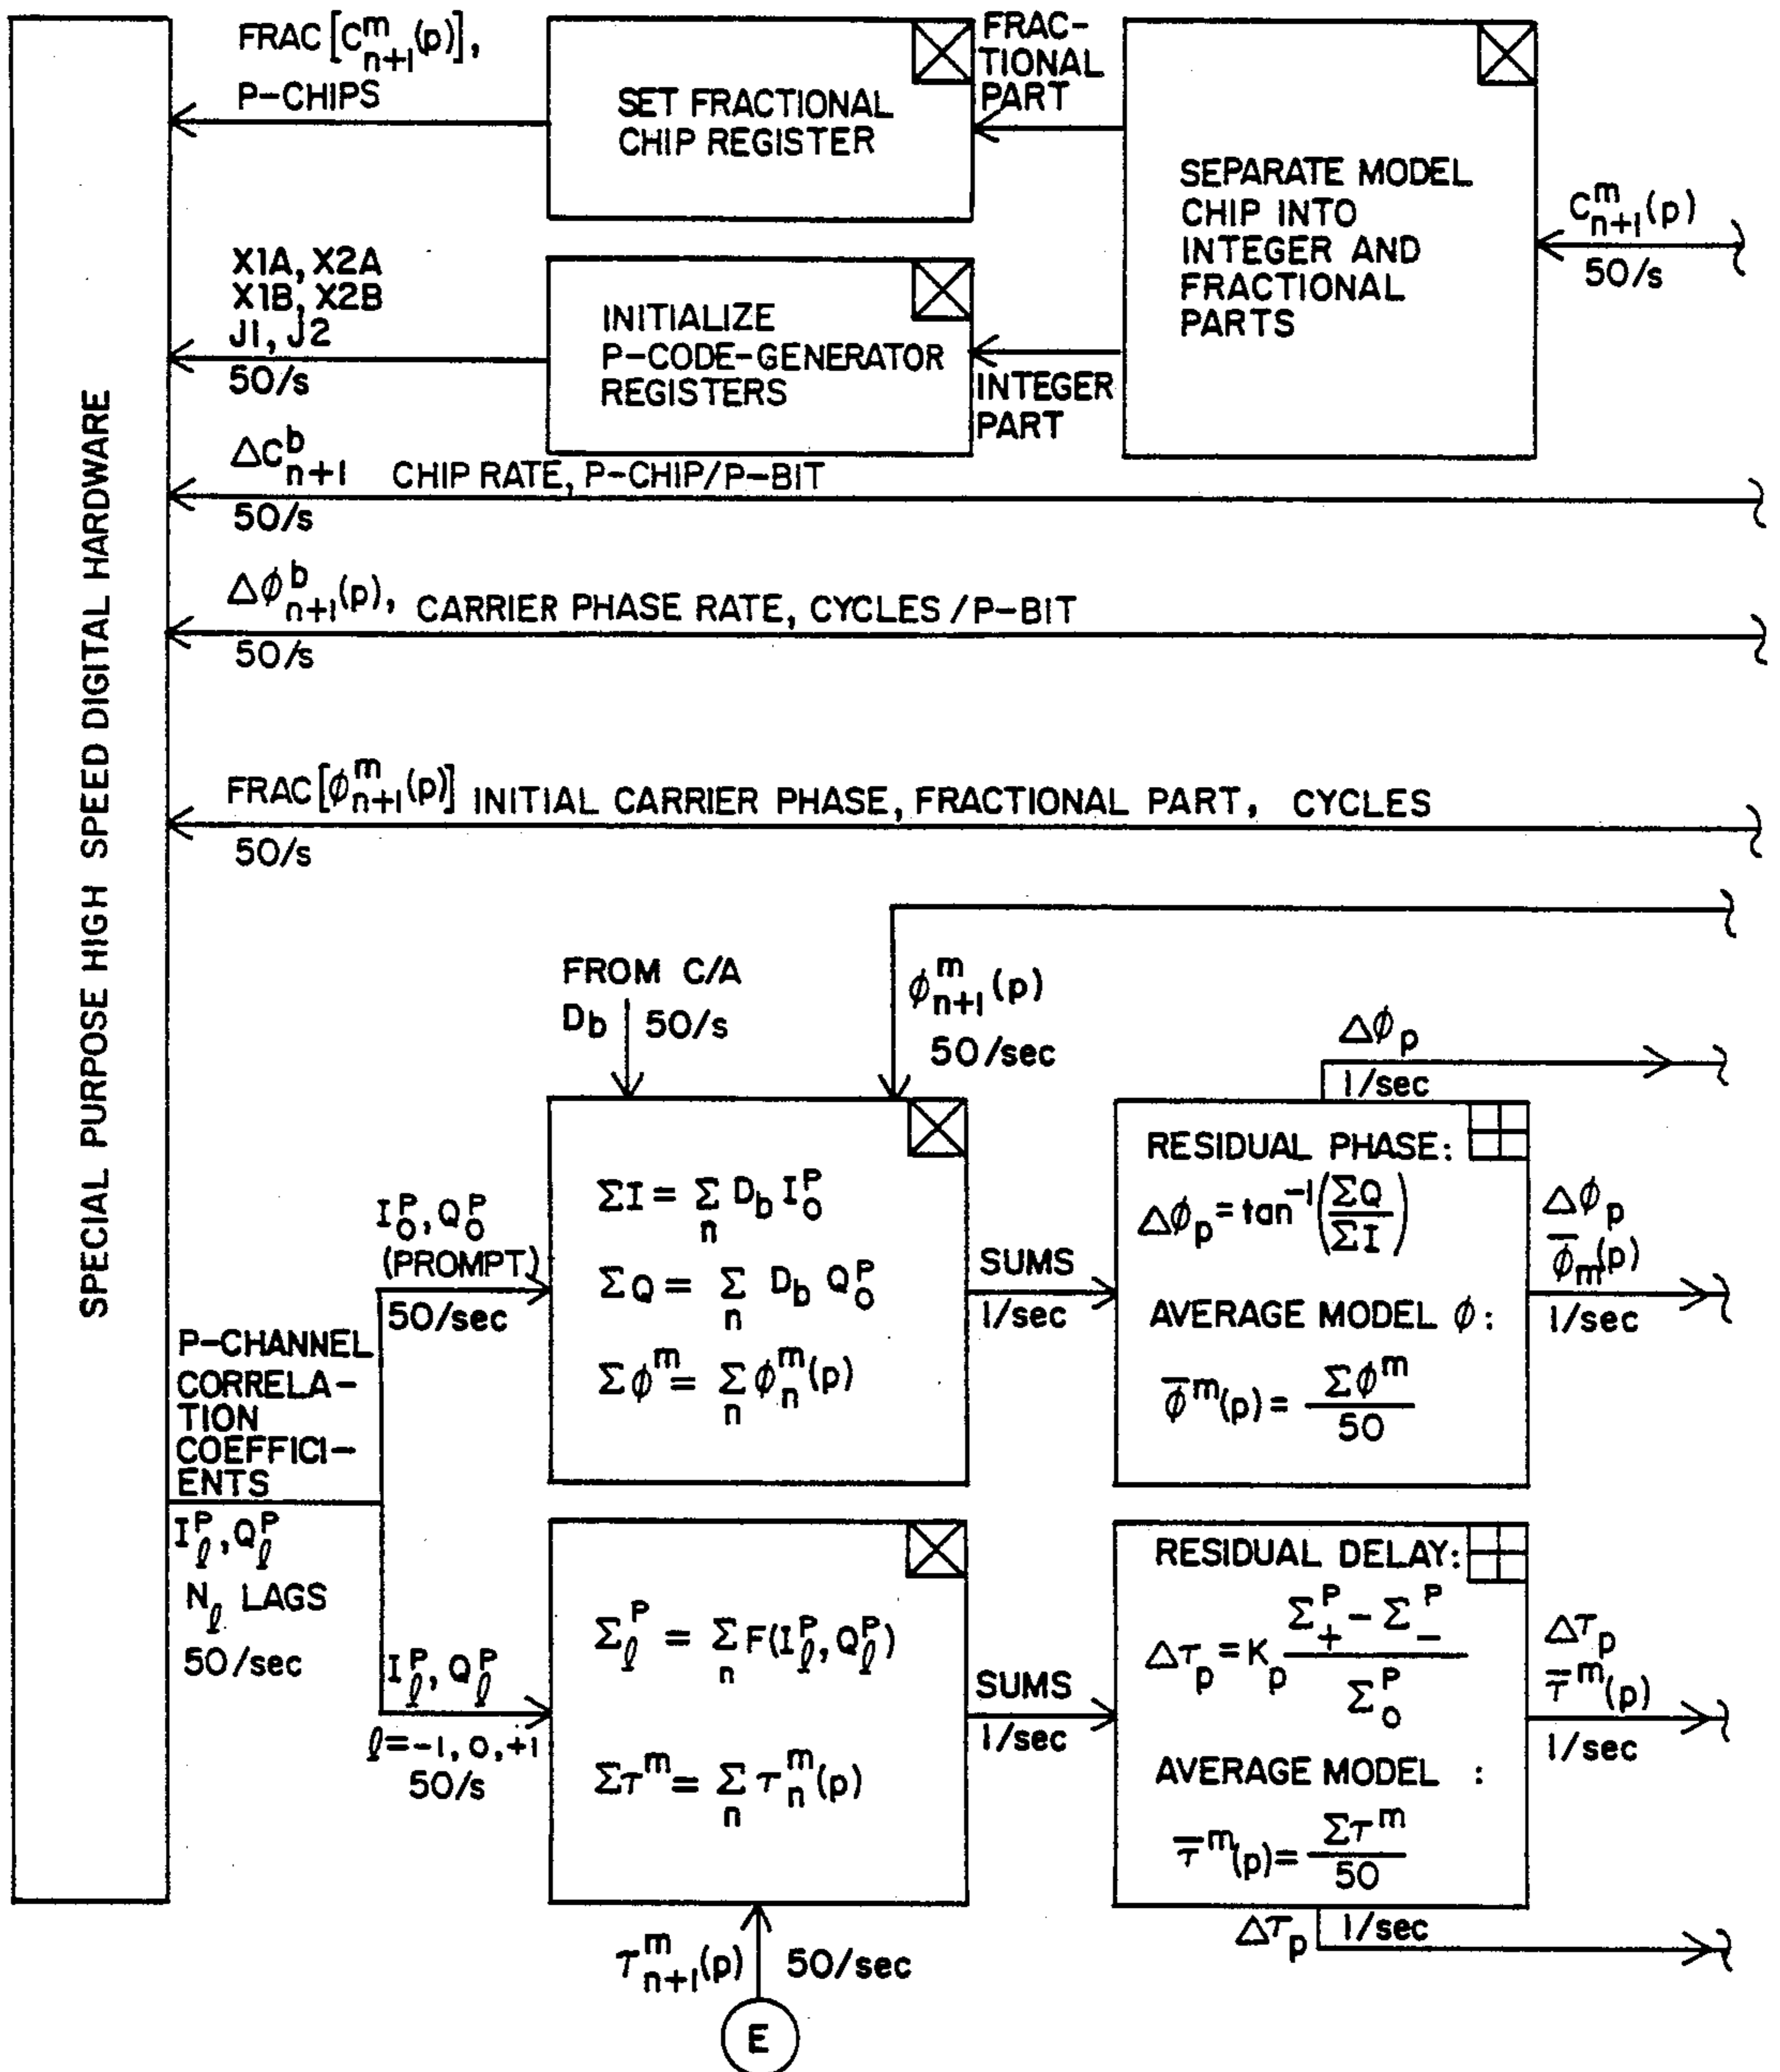 SPECIAL PURPOSE HIGH SPEED DIGITAL HARDWARE
FRAC[C^m_{n+1}(p)],
P-CHIPS
SET FRACTIONAL
CHIP REGISTER
FRAC-
TIONAL
PART
SEPARATE MODEL
CHIP INTO
INTEGER AND
FRACTIONAL
PARTS
C^m_{n+1}(p)
50/s
X1A, X2A
X1B, X2B
J1, J2
50/s
INITIALIZE
P-CODE-GENERATOR
REGISTERS
INTEGER
PART
ΔC^b_{n+1} CHIP RATE, P-CHIP/P-BIT
50/s
Δϕ^b_{n+1}(p), CARRIER PHASE RATE, CYCLES/P-BIT
50/s
FRAC[ϕ^m_{n+1}(p)] INITIAL CARRIER PHASE, FRACTIONAL PART, CYCLES
50/s
FROM C/A
D_b 50/s
ϕ^m_{n+1}(p)
50/sec
Δϕ_p
1/sec
I^P_0, Q^P_0
(PROMPT)
50/sec
ΣI = Σ_n D_b I^P_0
ΣQ = Σ_n D_b Q^P_0
Σϕ^m = Σ_n ϕ^m_n(p)
SUMS
1/sec
RESIDUAL PHASE:
Δϕ_p = tan^{-1}(ΣQ/ΣI)
AVERAGE MODEL ϕ:
ϕ̅^m(p) = Σϕ^m/50
Δϕ_p
ϕ̅_m(p)
1/sec
P-CHANNEL
CORRELA-
TION
COEFFICI-
ENTS
I^P_ℓ, Q^P_ℓ
N_ℓ LAGS
50/sec
I^P_ℓ, Q^P_ℓ
ℓ=-1, 0, +1
50/s
Σ^P_ℓ = Σ_n F(I^P_ℓ, Q^P_ℓ)
Στ^m = Σ_n τ^m_n(p)
SUMS
1/sec
RESIDUAL DELAY:
Δτ_p = K_p (Σ^P_+ - Σ^P_-)/Σ^P_0
AVERAGE MODEL :
τ̅^m(p) = Στ^m/50
Δτ_p
τ̅^m(p)
1/sec
Δτ_p 1/sec
τ^m_{n+1}(p) 50/sec
E